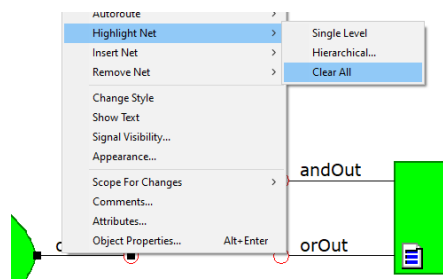 Autoroute >
Highlight Net >
Single Level
Insert Net >
Hierarchical...
Remove Net >
Clear All
Change Style
Show Text
Signal Visibility...
Appearance...
andOut
Scope For Changes >
Comments...
Attributes...
Object Properties... Alt+Enter
orOut